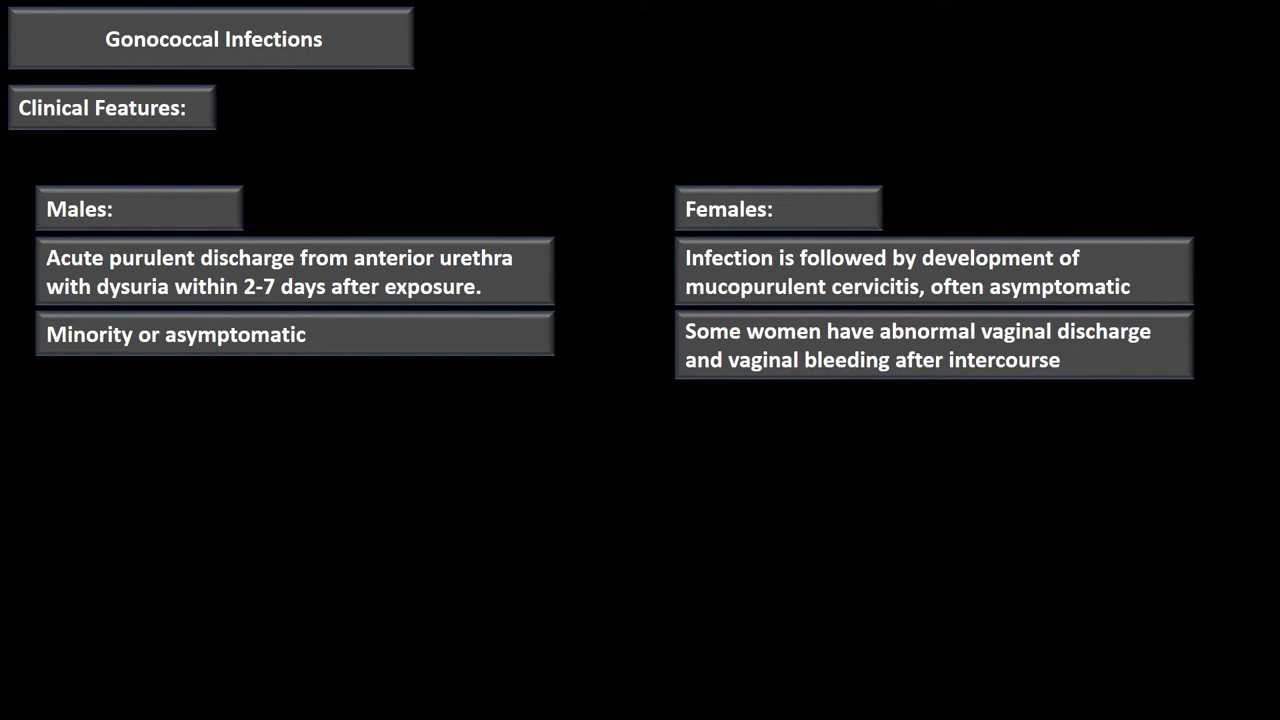 Gonococcal Infections
Clinical Features:
Males:
Acute purulent discharge from anterior urethra
with dysuria within 2-7 days after exposure.
Minority or asymptomatic
Females:
Infection is followed by development of
mucopurulent cervicitis, often asymptomatic
Some women have abnormal vaginal discharge
and vaginal bleeding after intercourse